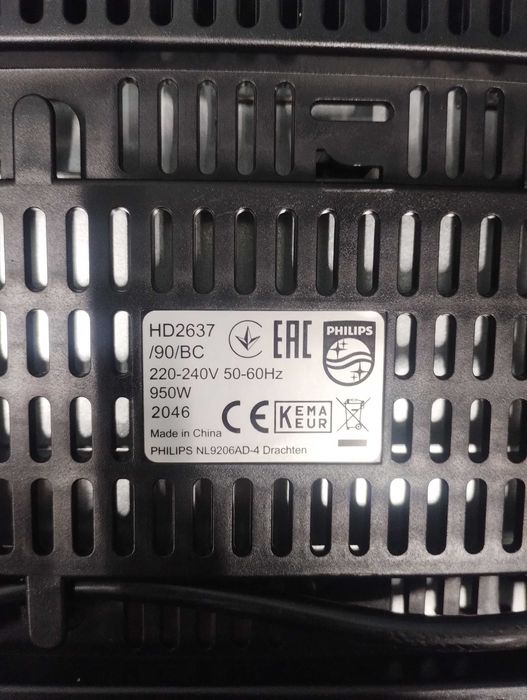 HD2637
/90/BC
EAC
PHILIPS
220-240V 50-60Hz
950W
2046
CE
KEMA
KEUR
Made in China
PHILIPS NL9206AD-4 Drachten